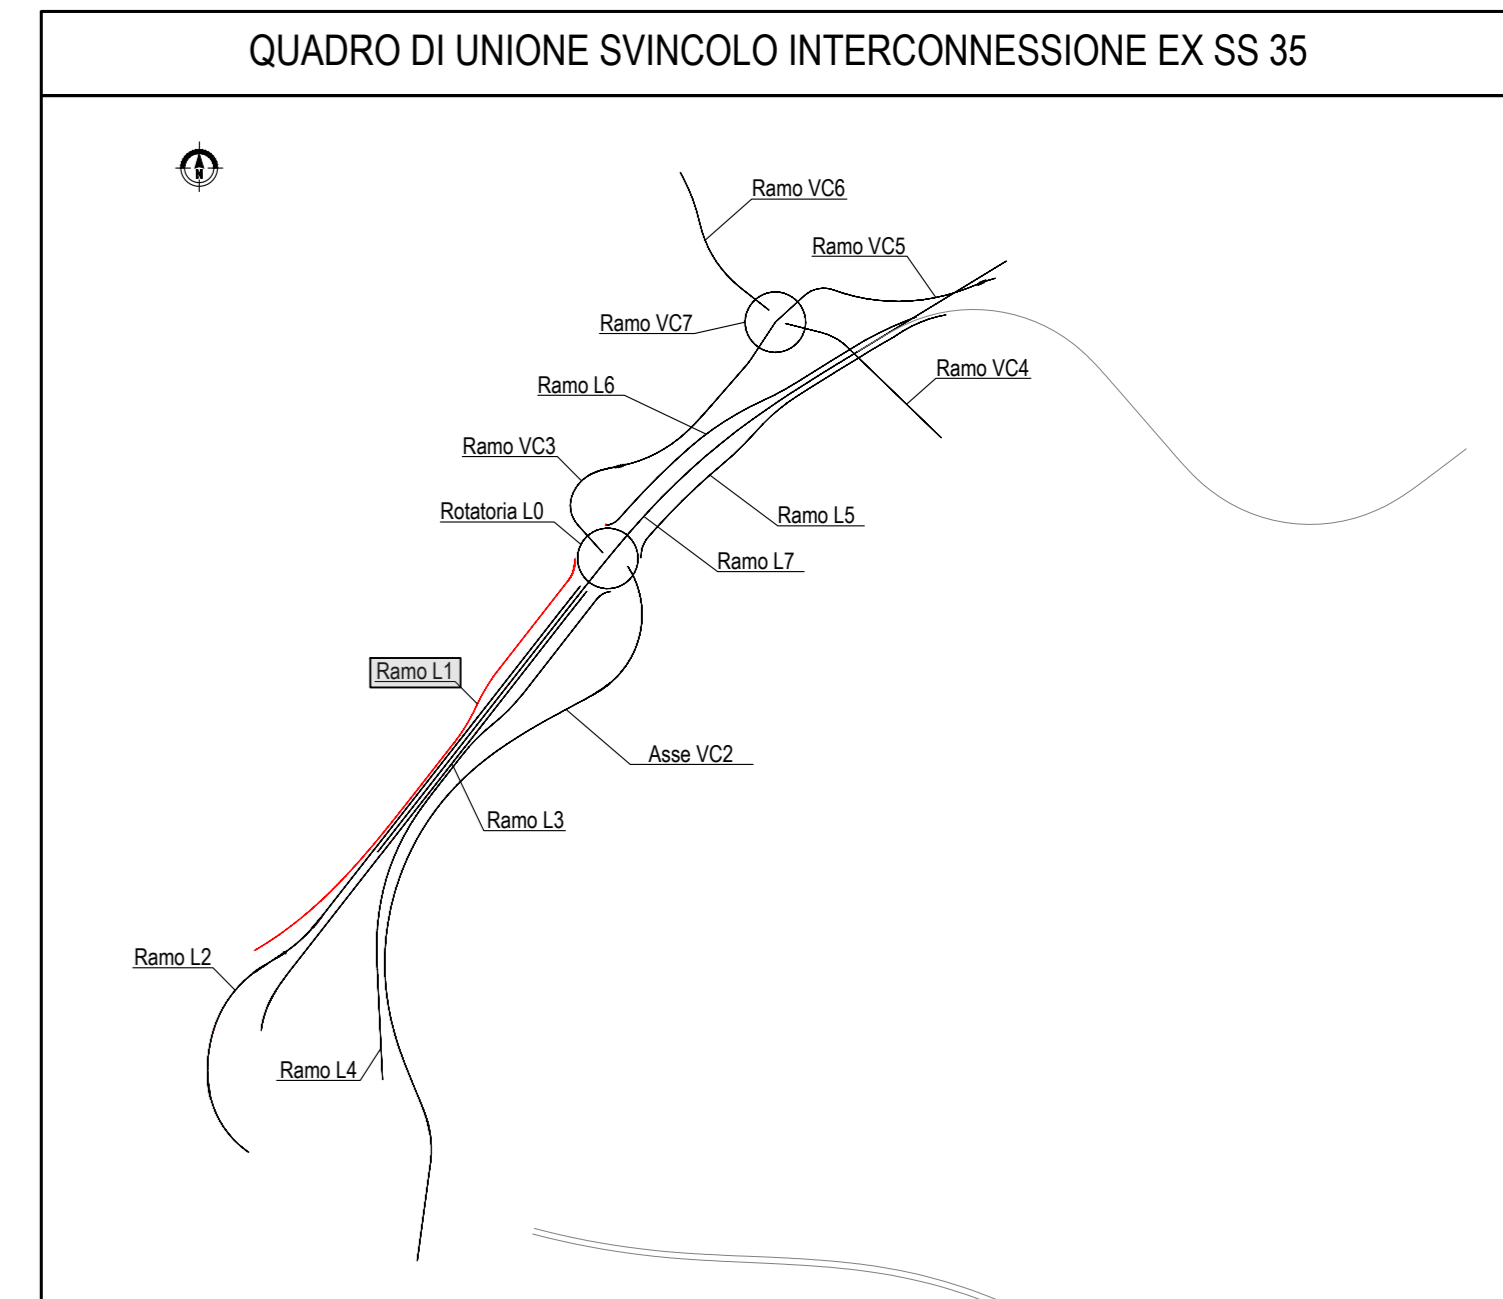 QUADRO DI UNIONE SVINCOLO INTERCONNESSIONE EX SS 35
N
Ramo VC6
Ramo VC5
Ramo VC7
Ramo VC4
Ramo L6
Ramo VC3
Rotatoria L0
Ramo L5
Ramo L7
Ramo L1
Asse VC2
Ramo L3
Ramo L2
Ramo L4